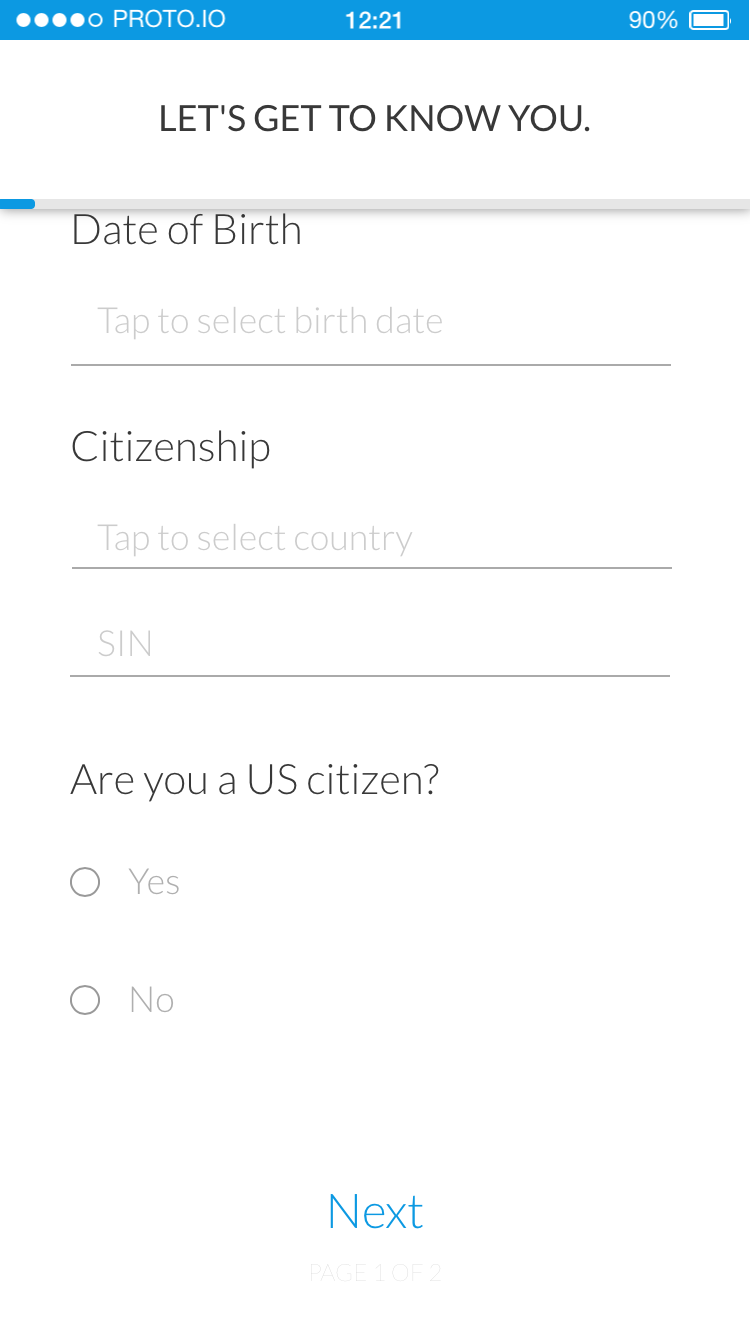 PROTO.IO 12:21 90%
LET'S GET TO KNOW YOU.
Date of Birth
Tap to select birth date
Citizenship
Tap to select country
SIN
Are you a US citizen?
Yes
No
Next
PAGE 1 OF 2